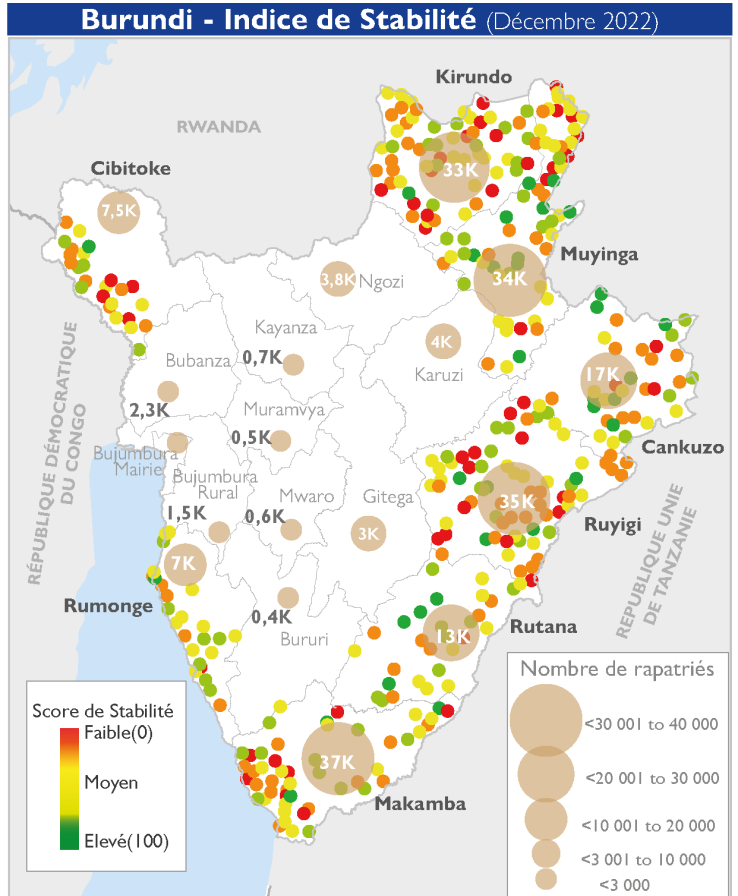 Burundi - Indice de Stabilité (Décembre 2022)
Kirundo
RWANDA
Cibitoke
33K
7,5K
Muyinga
3,8K
Ngozi
34K
Kayanza
0,7K
4K
Karuzi
Bubanza
17K
2,3K
Muramvya
0,5K
Cankuzo
Bujumbura
Mairie
RÉPUBLIQUE DÉMOCRATIQUE
DU CONGO
Bujumbura
Rural
Mwaro
Gitega
35K
1,5K
0,6K
3K
Ruyigi
REPUBLIQUE UNIE
DE TANZANIE
7K
Rumonge
0,4K
Bururi
13K
Rutana
37K
Makamba
Score de Stabilité
Faible(0)
Moyen
Elevé(100)
Nombre de rapatriés
<30 001 to 40 000
<20 001 to 30 000
<10 001 to 20 000
<3 001 to 10 000
<3 000